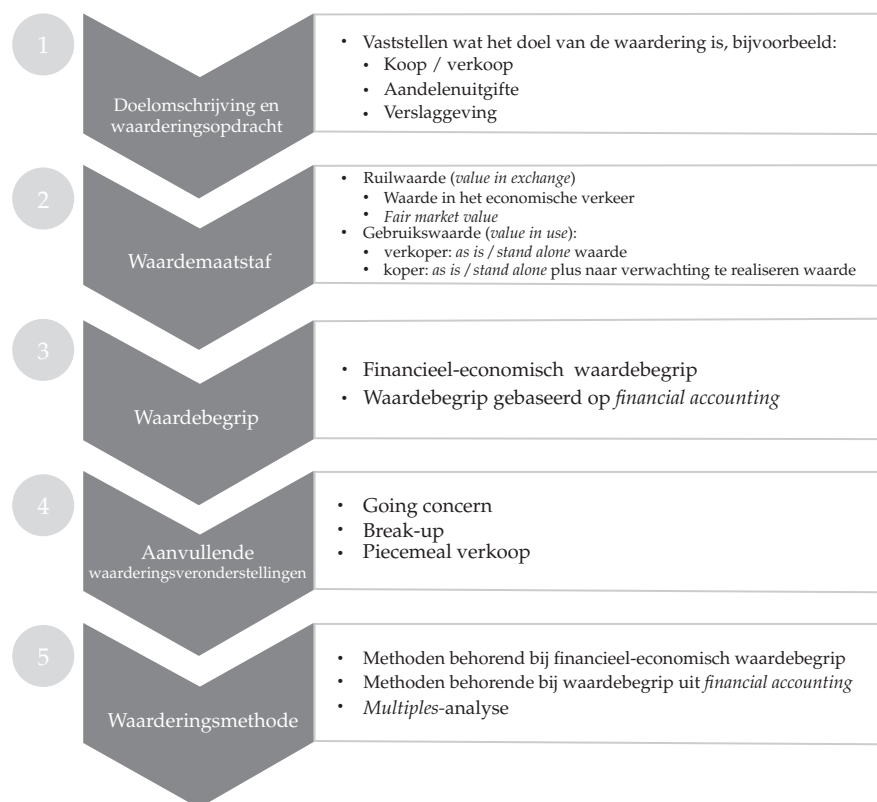 1
Doelomschrijving en
waarderingsopdracht
• Vaststellen wat het doel van de waardering is, bijvoorbeeld:
• Koop / verkoop
• Aandelenuitgifte
• Verslaggeving
2
Waardemaatstaf
• Ruilwaarde (value in exchange)
• Waarde in het economische verkeer
• Fair market value
• Gebruikswaarde (value in use):
• verkoper: as is / stand alone waarde
• koper: as is / stand alone plus naar verwachting te realiseren waarde
3
Waardebegrip
• Financieel-economisch waardebegrip
• Waardebegrip gebaseerd op financial accounting
4
Aanvullende
waarderingsveronderstellingen
• Going concern
• Break-up
• Piecemeal verkoop
5
Waarderingsmethode
• Methoden behorend bij financieel-economisch waardebegrip
• Methoden behorende bij waardebegrip uit financial accounting
• Multiples-analyse